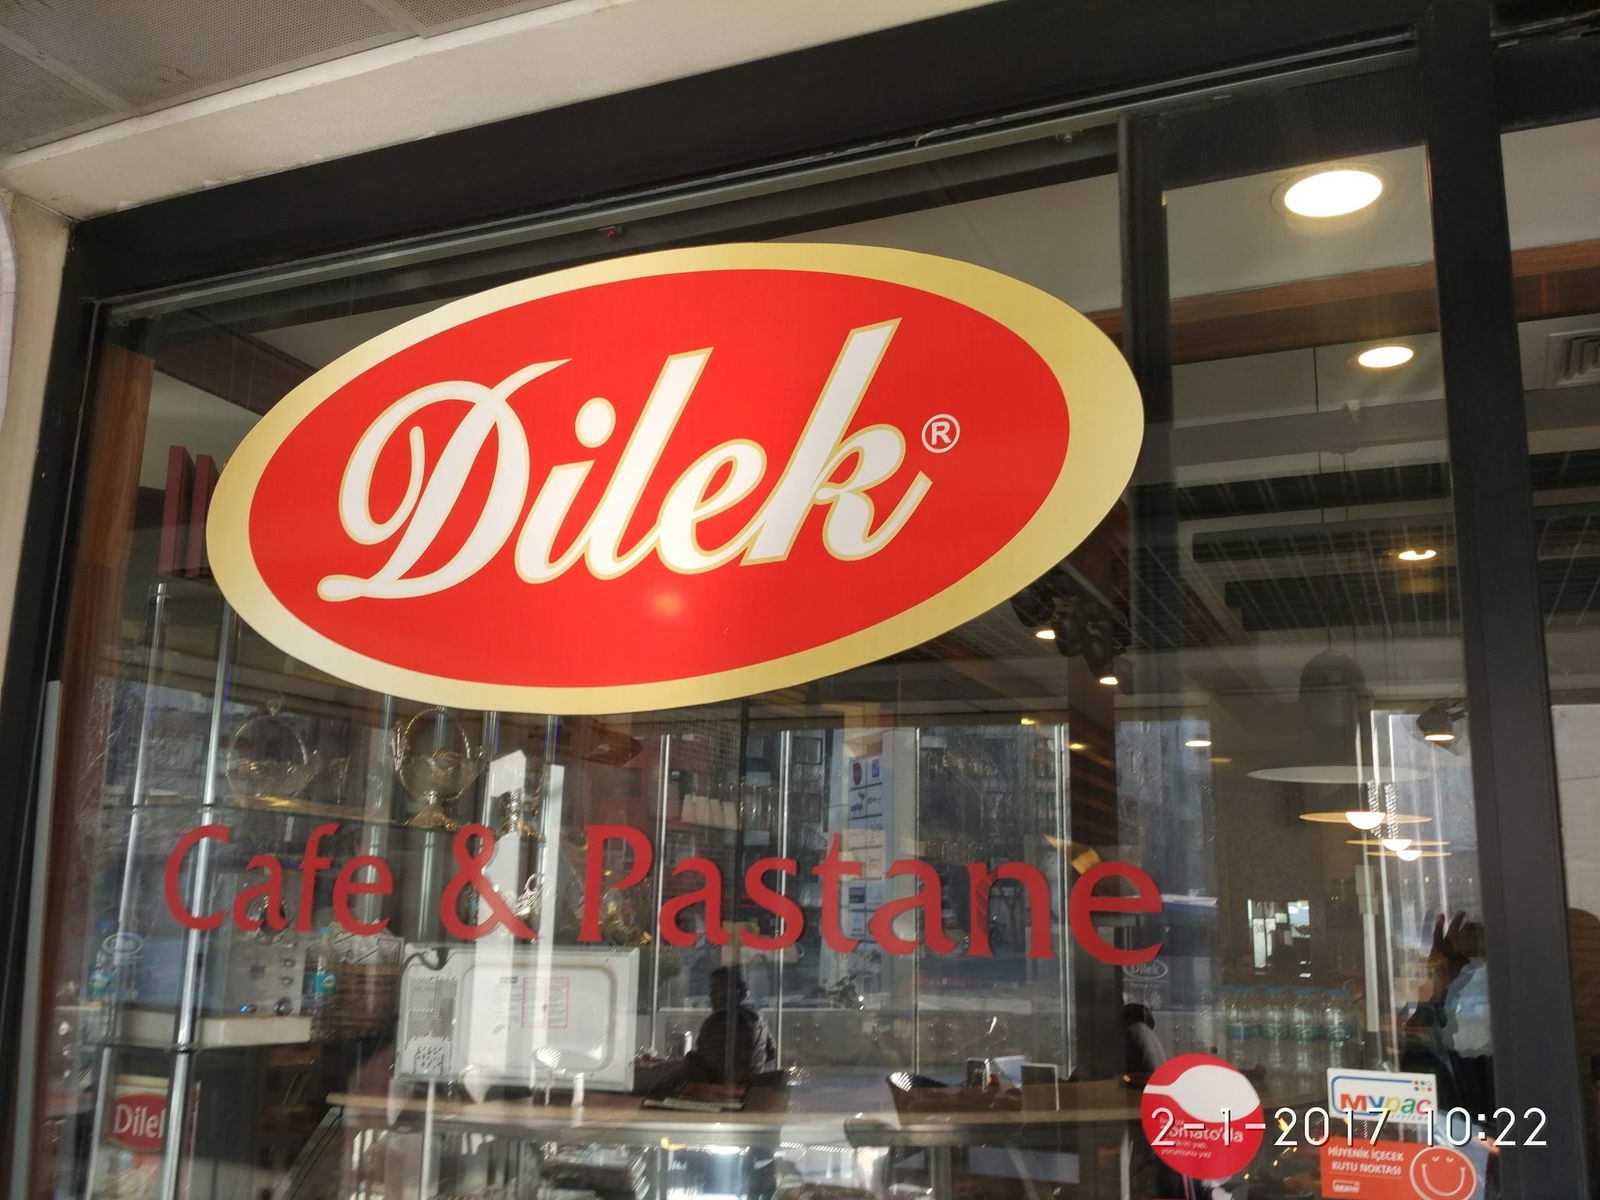 Dilek®
Cafe & Pastane
Dilek
Dilek
Mypac
2-1-2017 10:22
HİJYENİK İÇECEK
KUTU NOKTASI